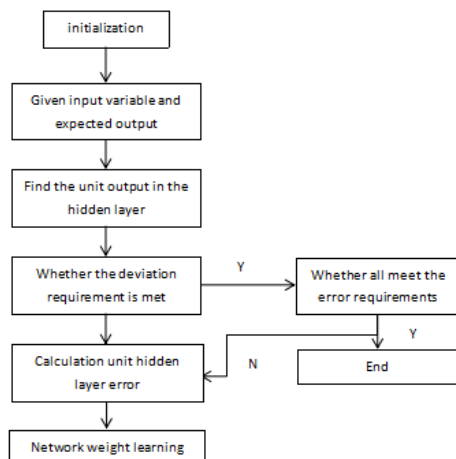 initialization
Given input variable and
expected output
Find the unit output in the
hidden layer
Whether the deviation
requirement is met
Y
Whether all meet the
error requirements
Calculation unit hidden
layer error
N
Y
End
Network weight learning